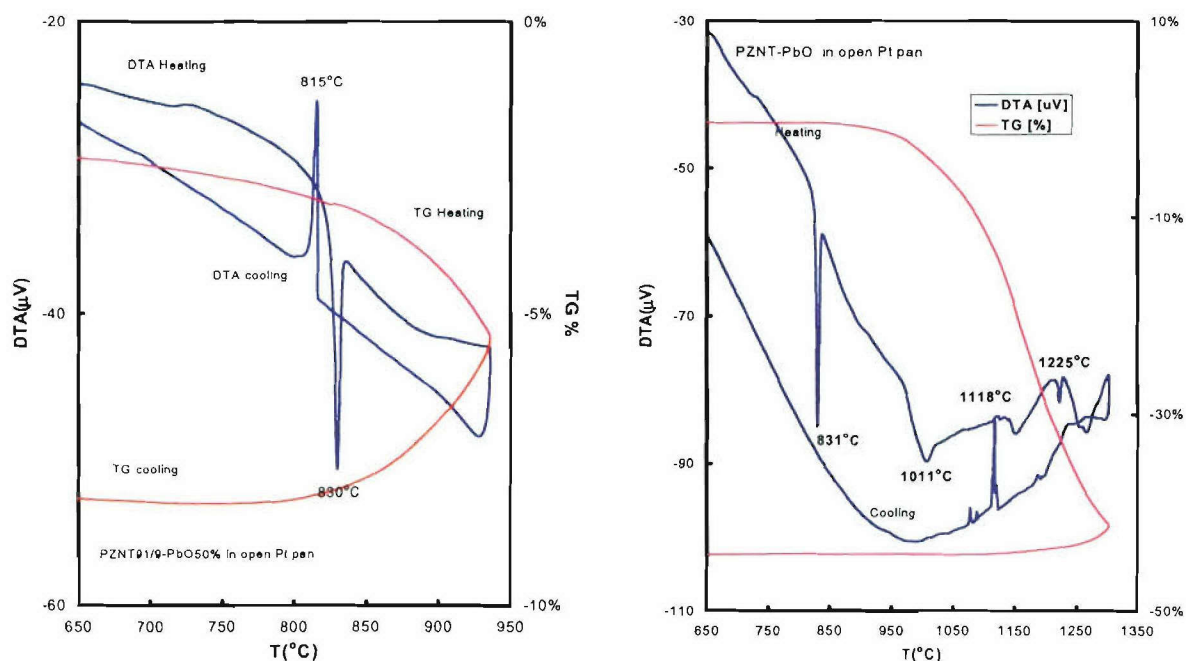 -20
-40
-60
DTA(µV)
0%
-5%
-10%
TG %
DTA Heating
815°C
TG Heating
DTA cooling
TG cooling
830°C
PZNT91/9-PbO50% in open Pt pan
650 700 750 800 850 900 950
T(°C)
-30
-50
-70
-90
-110
DTA(µV)
10%
-10%
-30%
-50%
PZNT-PbO in open Pt pan
DTA [uV]
TG [%]
Heating
1225°C
1118°C
831°C
1011°C
Cooling
650 750 850 950 1050 1150 1250 1350
T(°C)